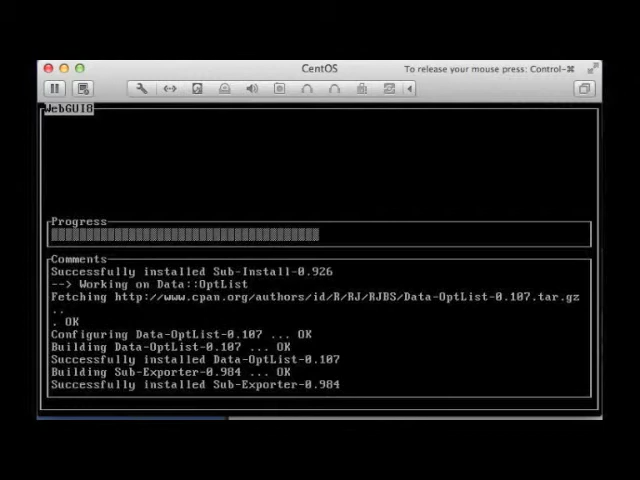 CentOS
To release your mouse press: Control-⌘
WebGUI8
Progress
Comments
Successfully installed Sub-Install-0.926
--> Working on Data::OptList
Fetching http://www.cpan.org/authors/id/R/RJ/RJBS/Data-OptList-0.107.tar.gz
..
. OK
Configuring Data-OptList-0.107 ... OK
Building Data-OptList-0.107 ... OK
Successfully installed Data-OptList-0.107
Building Sub-Exporter-0.984 ... OK
Successfully installed Sub-Exporter-0.984